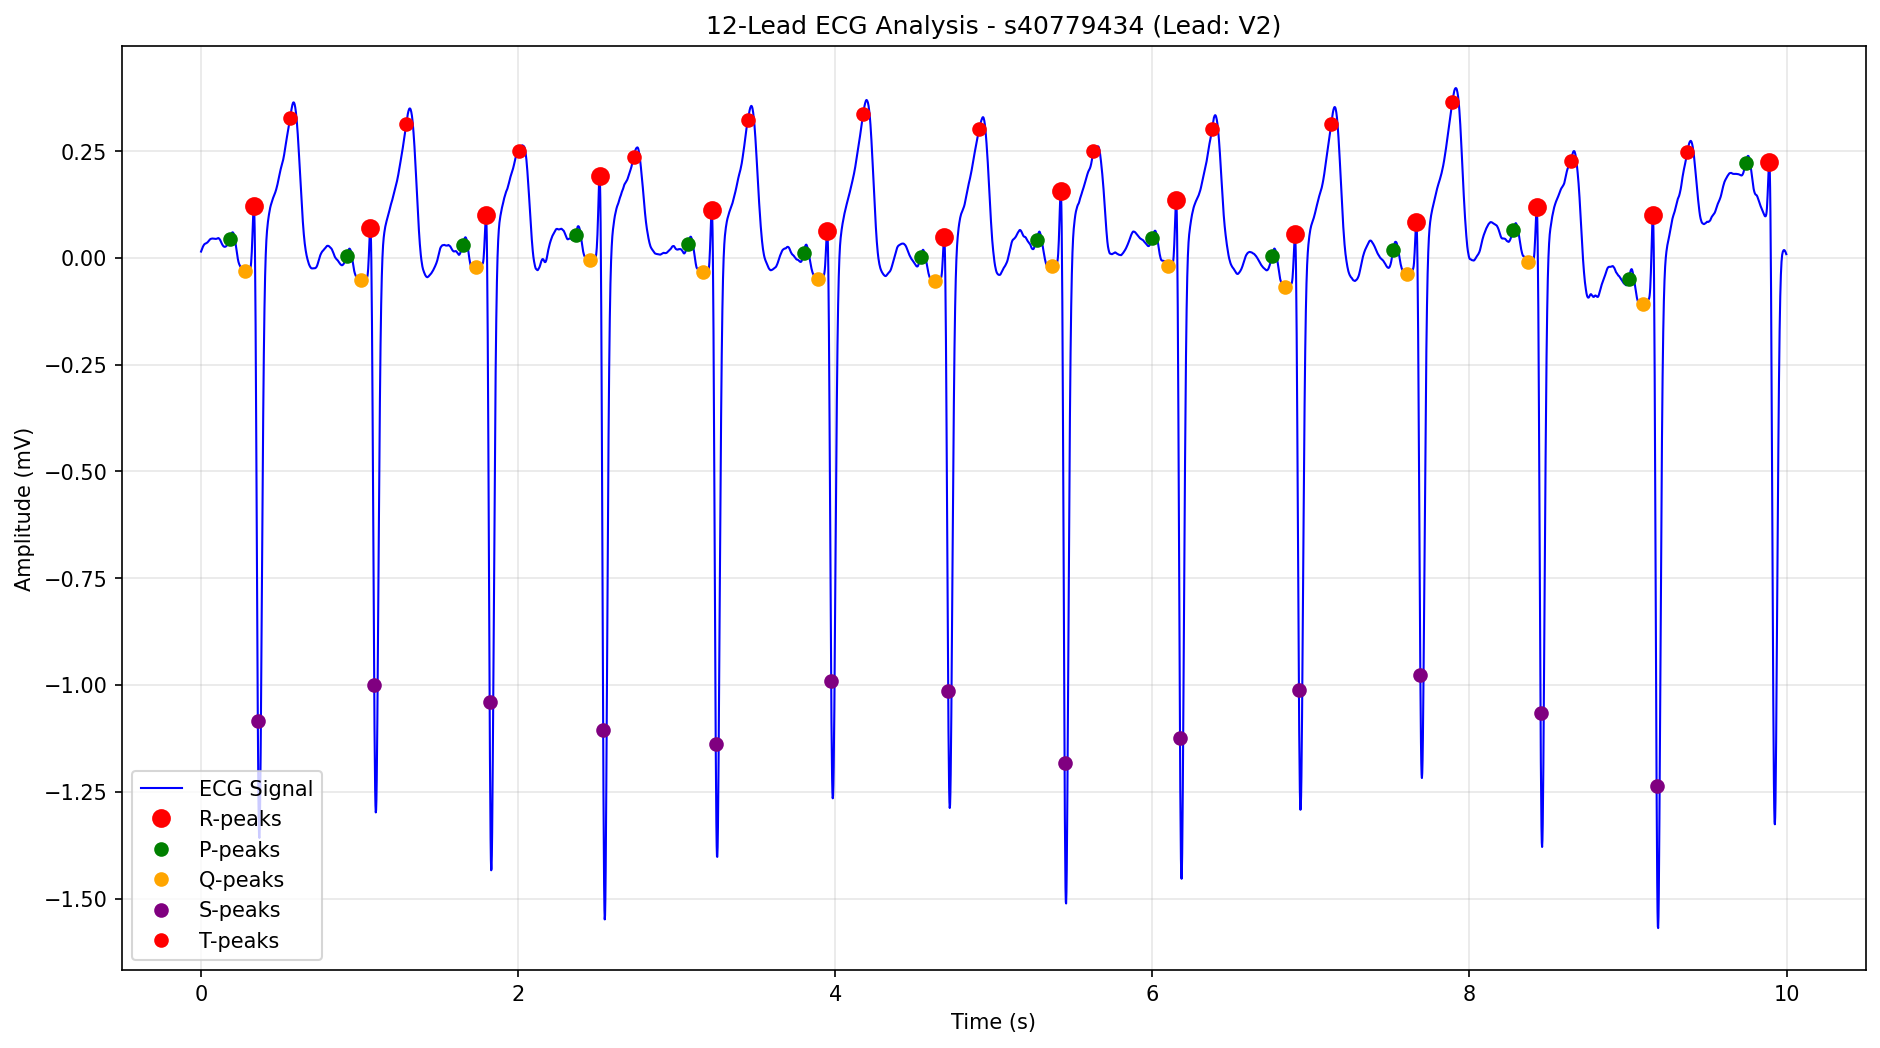 12-Lead ECG Analysis - s40779434 (Lead: V2)
Amplitude (mV)
0.25
0.00
−0.25
−0.50
−0.75
−1.00
−1.25
−1.50
ECG Signal
R-peaks
P-peaks
Q-peaks
S-peaks
T-peaks
0 2 4 6 8 10
Time (s)